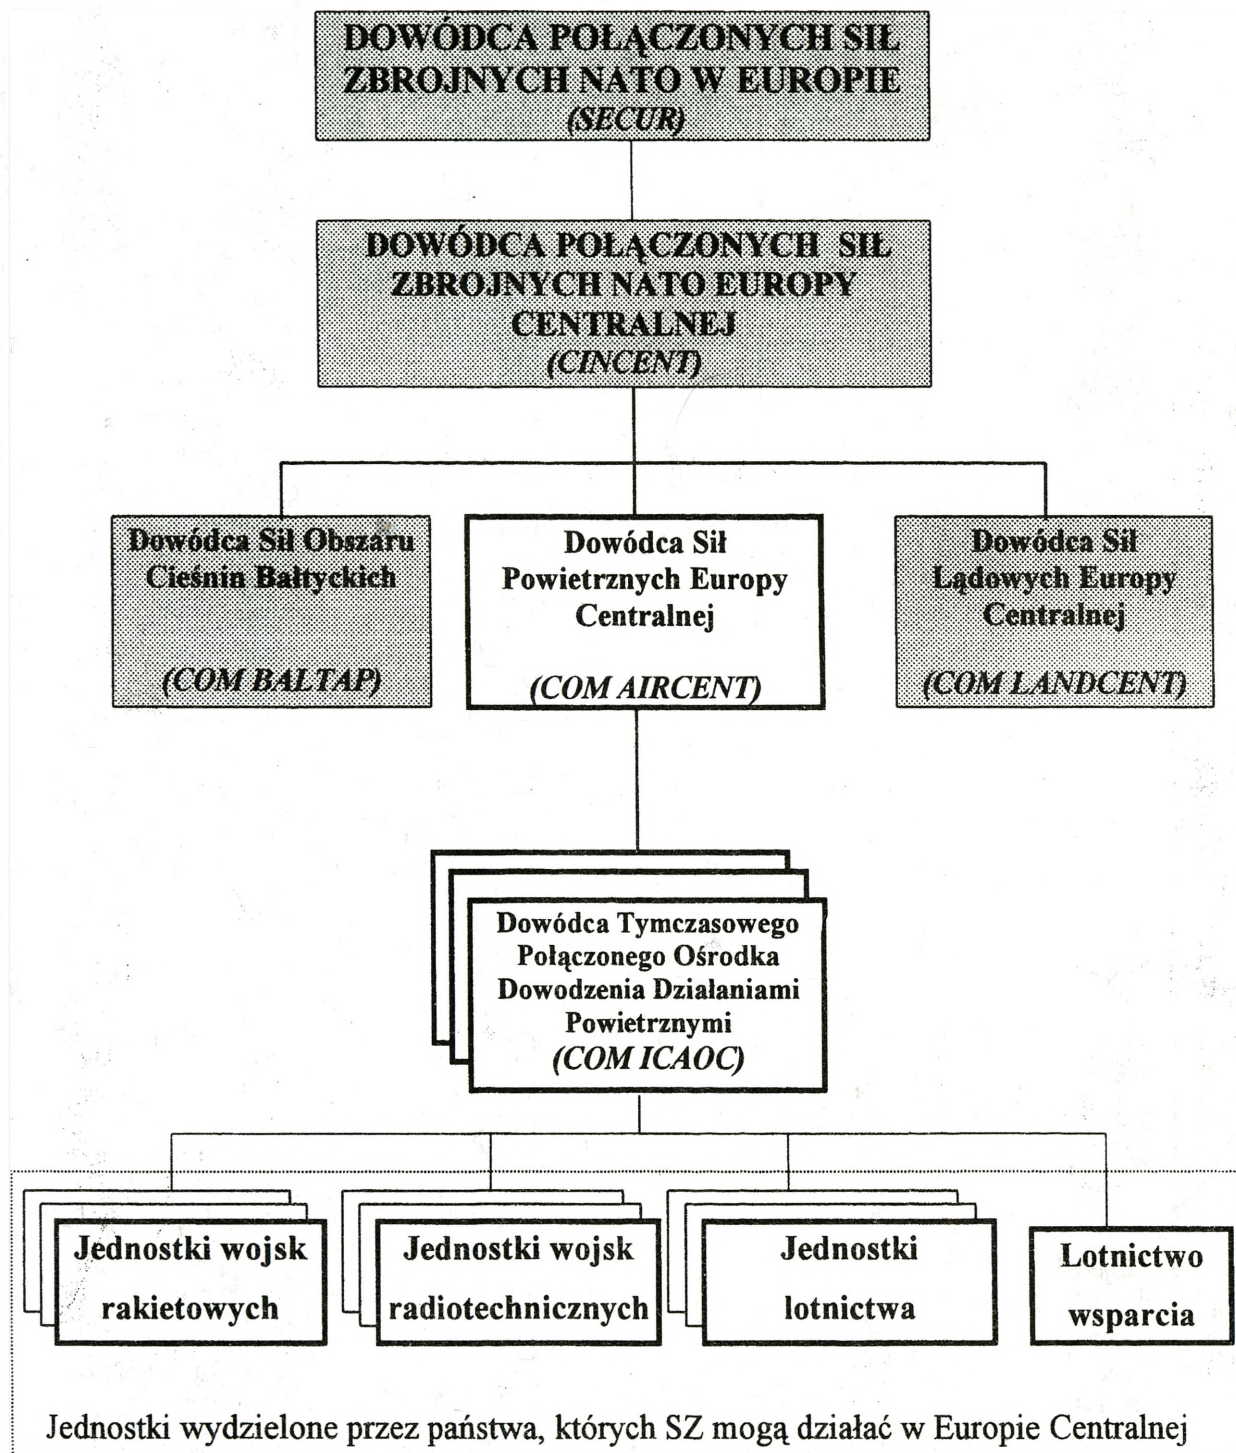 DOWÓDCA POŁĄCZONYCH SIŁ
ZBROJNYCH NATO W EUROPIE
(SECUR)
DOWÓDCA POŁĄCZONYCH SIŁ
ZBROJNYCH NATO EUROPY
CENTRALNEJ
(CINCENT)
Dowódca Sił Obszaru
Cieśnin Bałtyckich
(COM BALTAP)
Dowódca Sił
Powietrznych Europy
Centralnej
(COM AIRCENT)
Dowódca Sił
Lądowych Europy
Centralnej
(COM LANDCENT)
Dowódca Tymczasowego
Połączonego Ośrodka
Dowodzenia Działaniami
Powietrznymi
(COM ICAOC)
Jednostki wojsk
rakietowych
Jednostki wojsk
radiotechnicznych
Jednostki
lotnictwa
Lotnictwo
wsparcia
Jednostki wydzielone przez państwa, których SZ mogą działać w Europie Centralnej